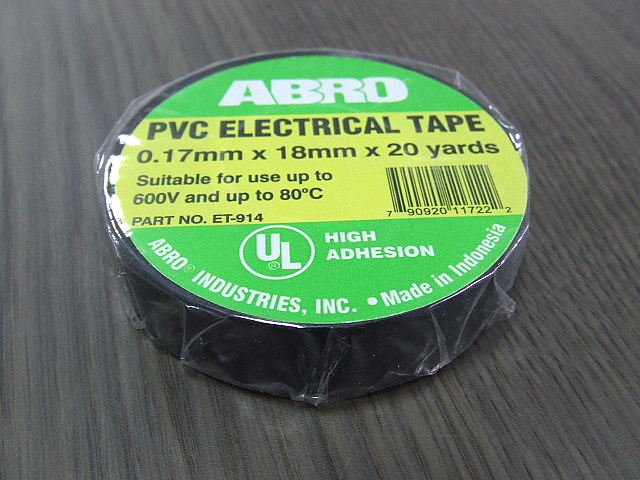 ABRO
PVC ELECTRICAL TAPE
0.17mm x 18mm x 20 yards
Suitable for use up to
600V and up to 80°C
PART NO. ET-914
7 90920 11722 2
UL®
HIGH
ADHESION
ABRO® INDUSTRIES, INC. • Made in Indonesia